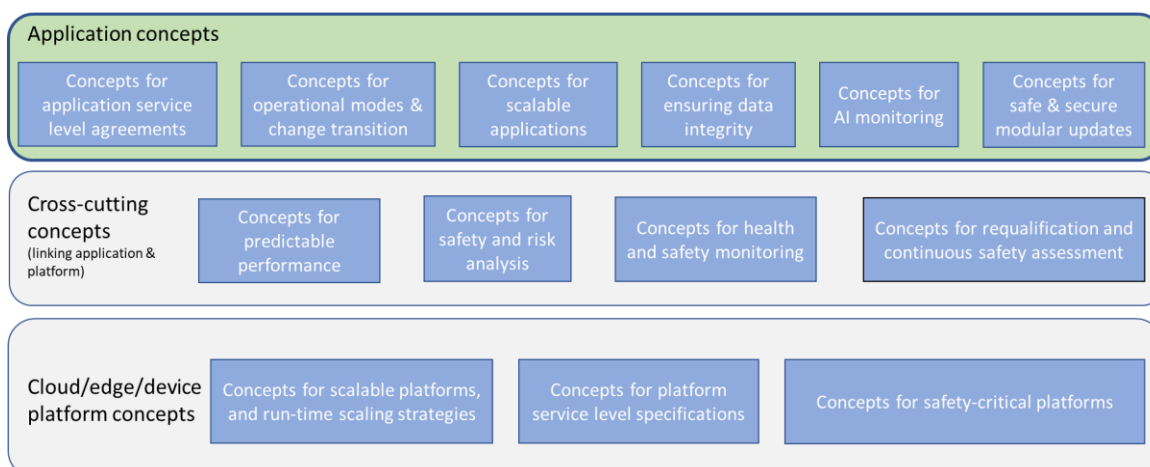 Application concepts
Concepts for
application service
level agreements
Concepts for
operational modes &
change transition
Concepts for
scalable
applications
Concepts for
ensuring data
integrity
Concepts for
AI monitoring
Concepts for
safe & secure
modular updates
Cross-cutting
concepts
(linking application &
platform)
Concepts for
predictable
performance
Concepts for
safety and risk
analysis
Concepts for health
and safety monitoring
Concepts for requalification and
continuous safety assessment
Cloud/edge/device
platform concepts
Concepts for scalable platforms,
and run-time scaling strategies
Concepts for platform
service level specifications
Concepts for safety-critical platforms